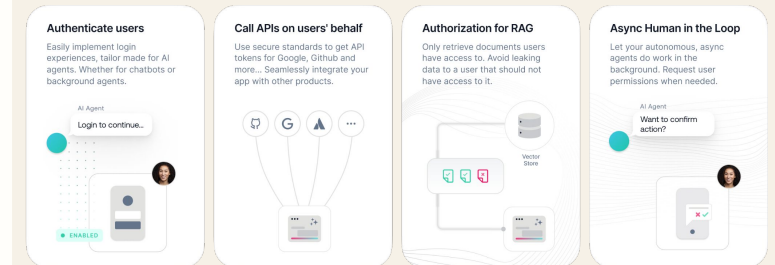 Authenticate users
Easily implement login
experiences, tailor made for AI
agents. Whether for chatbots or
background agents.
AI Agent
Login to continue...
ENABLED
Call APIs on users' behalf
Use secure standards to get API
tokens for Google, Github and
more... Seamlessly integrate your
app with other products.
G
Authorization for RAG
Only retrieve documents users
have access to. Avoid leaking
data to a user that should not
have access to it.
Vector
Store
Async Human in the Loop
Let your autonomous, async
agents do work in the
background. Request user
permissions when needed.
AI Agent
Want to confirm
action?